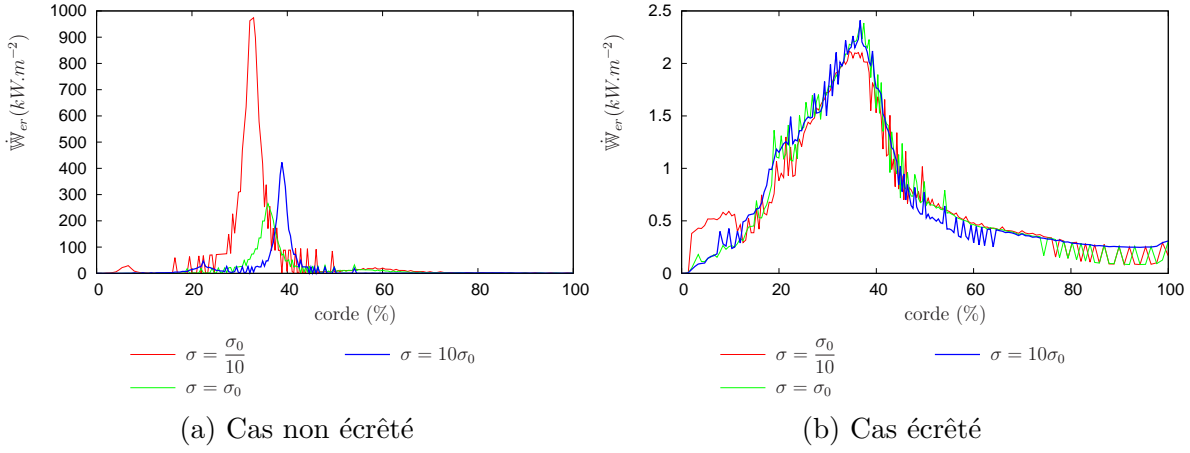 1000
900
800
700
600
500
400
300
200
100
0
Ẇer(kW.m⁻²)
0 20 40 60 80 100
corde (%)
σ = σ₀/10
σ = 10σ₀
σ = σ₀
(a) Cas non écrêté
2.5
2
1.5
1
0.5
0
Ẇer(kW.m⁻²)
0 20 40 60 80 100
corde (%)
σ = σ₀/10
σ = 10σ₀
σ = σ₀
(b) Cas écrêté